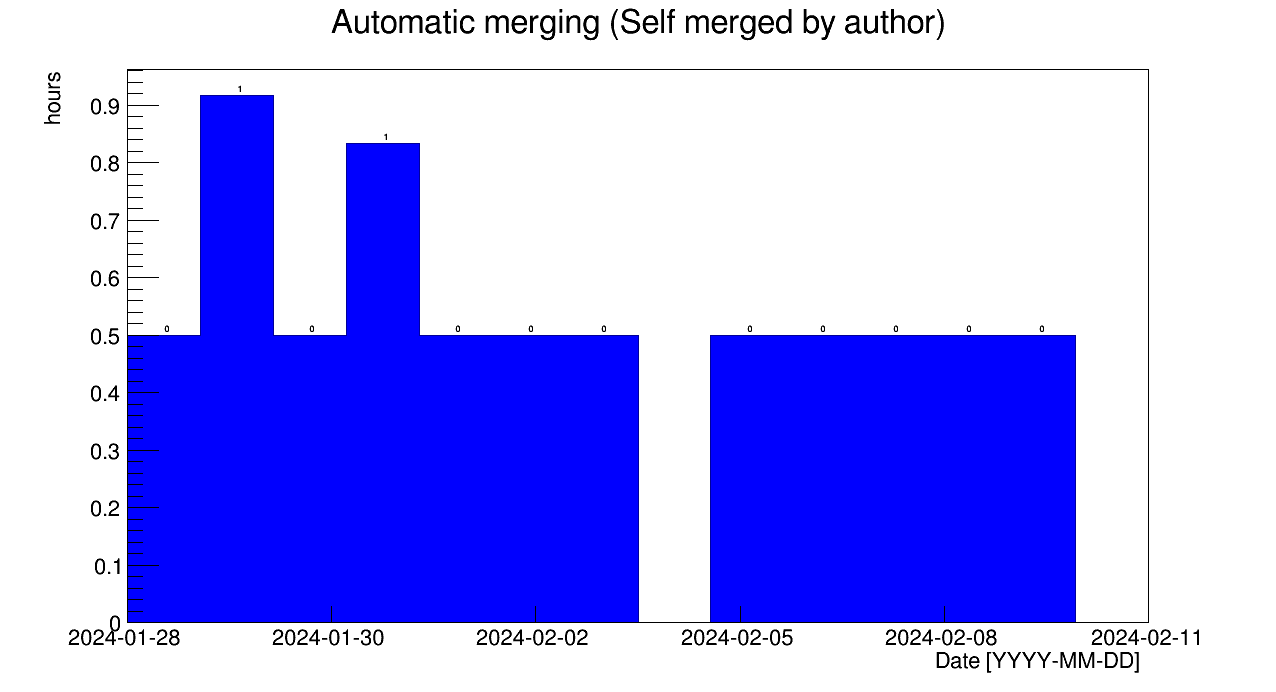 Automatic merging (Self merged by author)
hours
0.9
0.8
0.7
0.6
0.5
0.4
0.3
0.2
0.1
0
0 1 0 1 0 0 0 0 0 0 0 0
2024-01-28 2024-01-30 2024-02-02 2024-02-05 2024-02-08 2024-02-11
Date [YYYY-MM-DD]